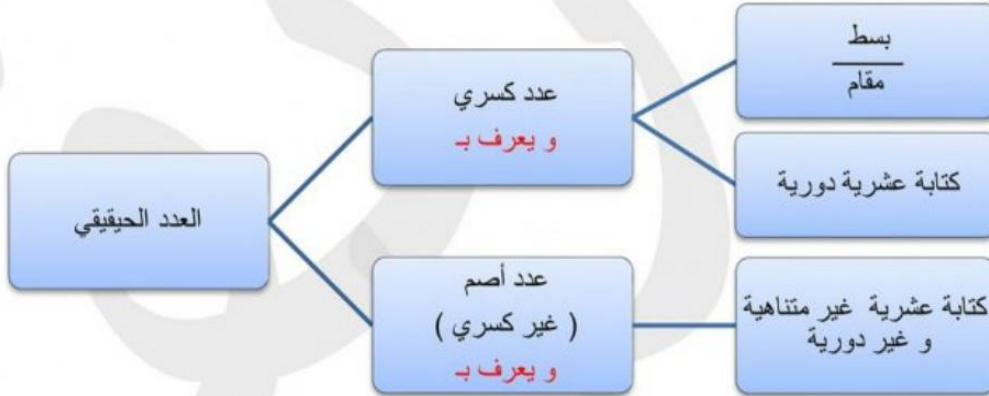 العدد الحيقيقي
عدد كسري
و يعرف بـ
بسط
مقام
كتابة عشرية دورية
عدد أصم
( غير كسري )
و يعرف بـ
كتابة عشرية غير متناهية
و غير دورية